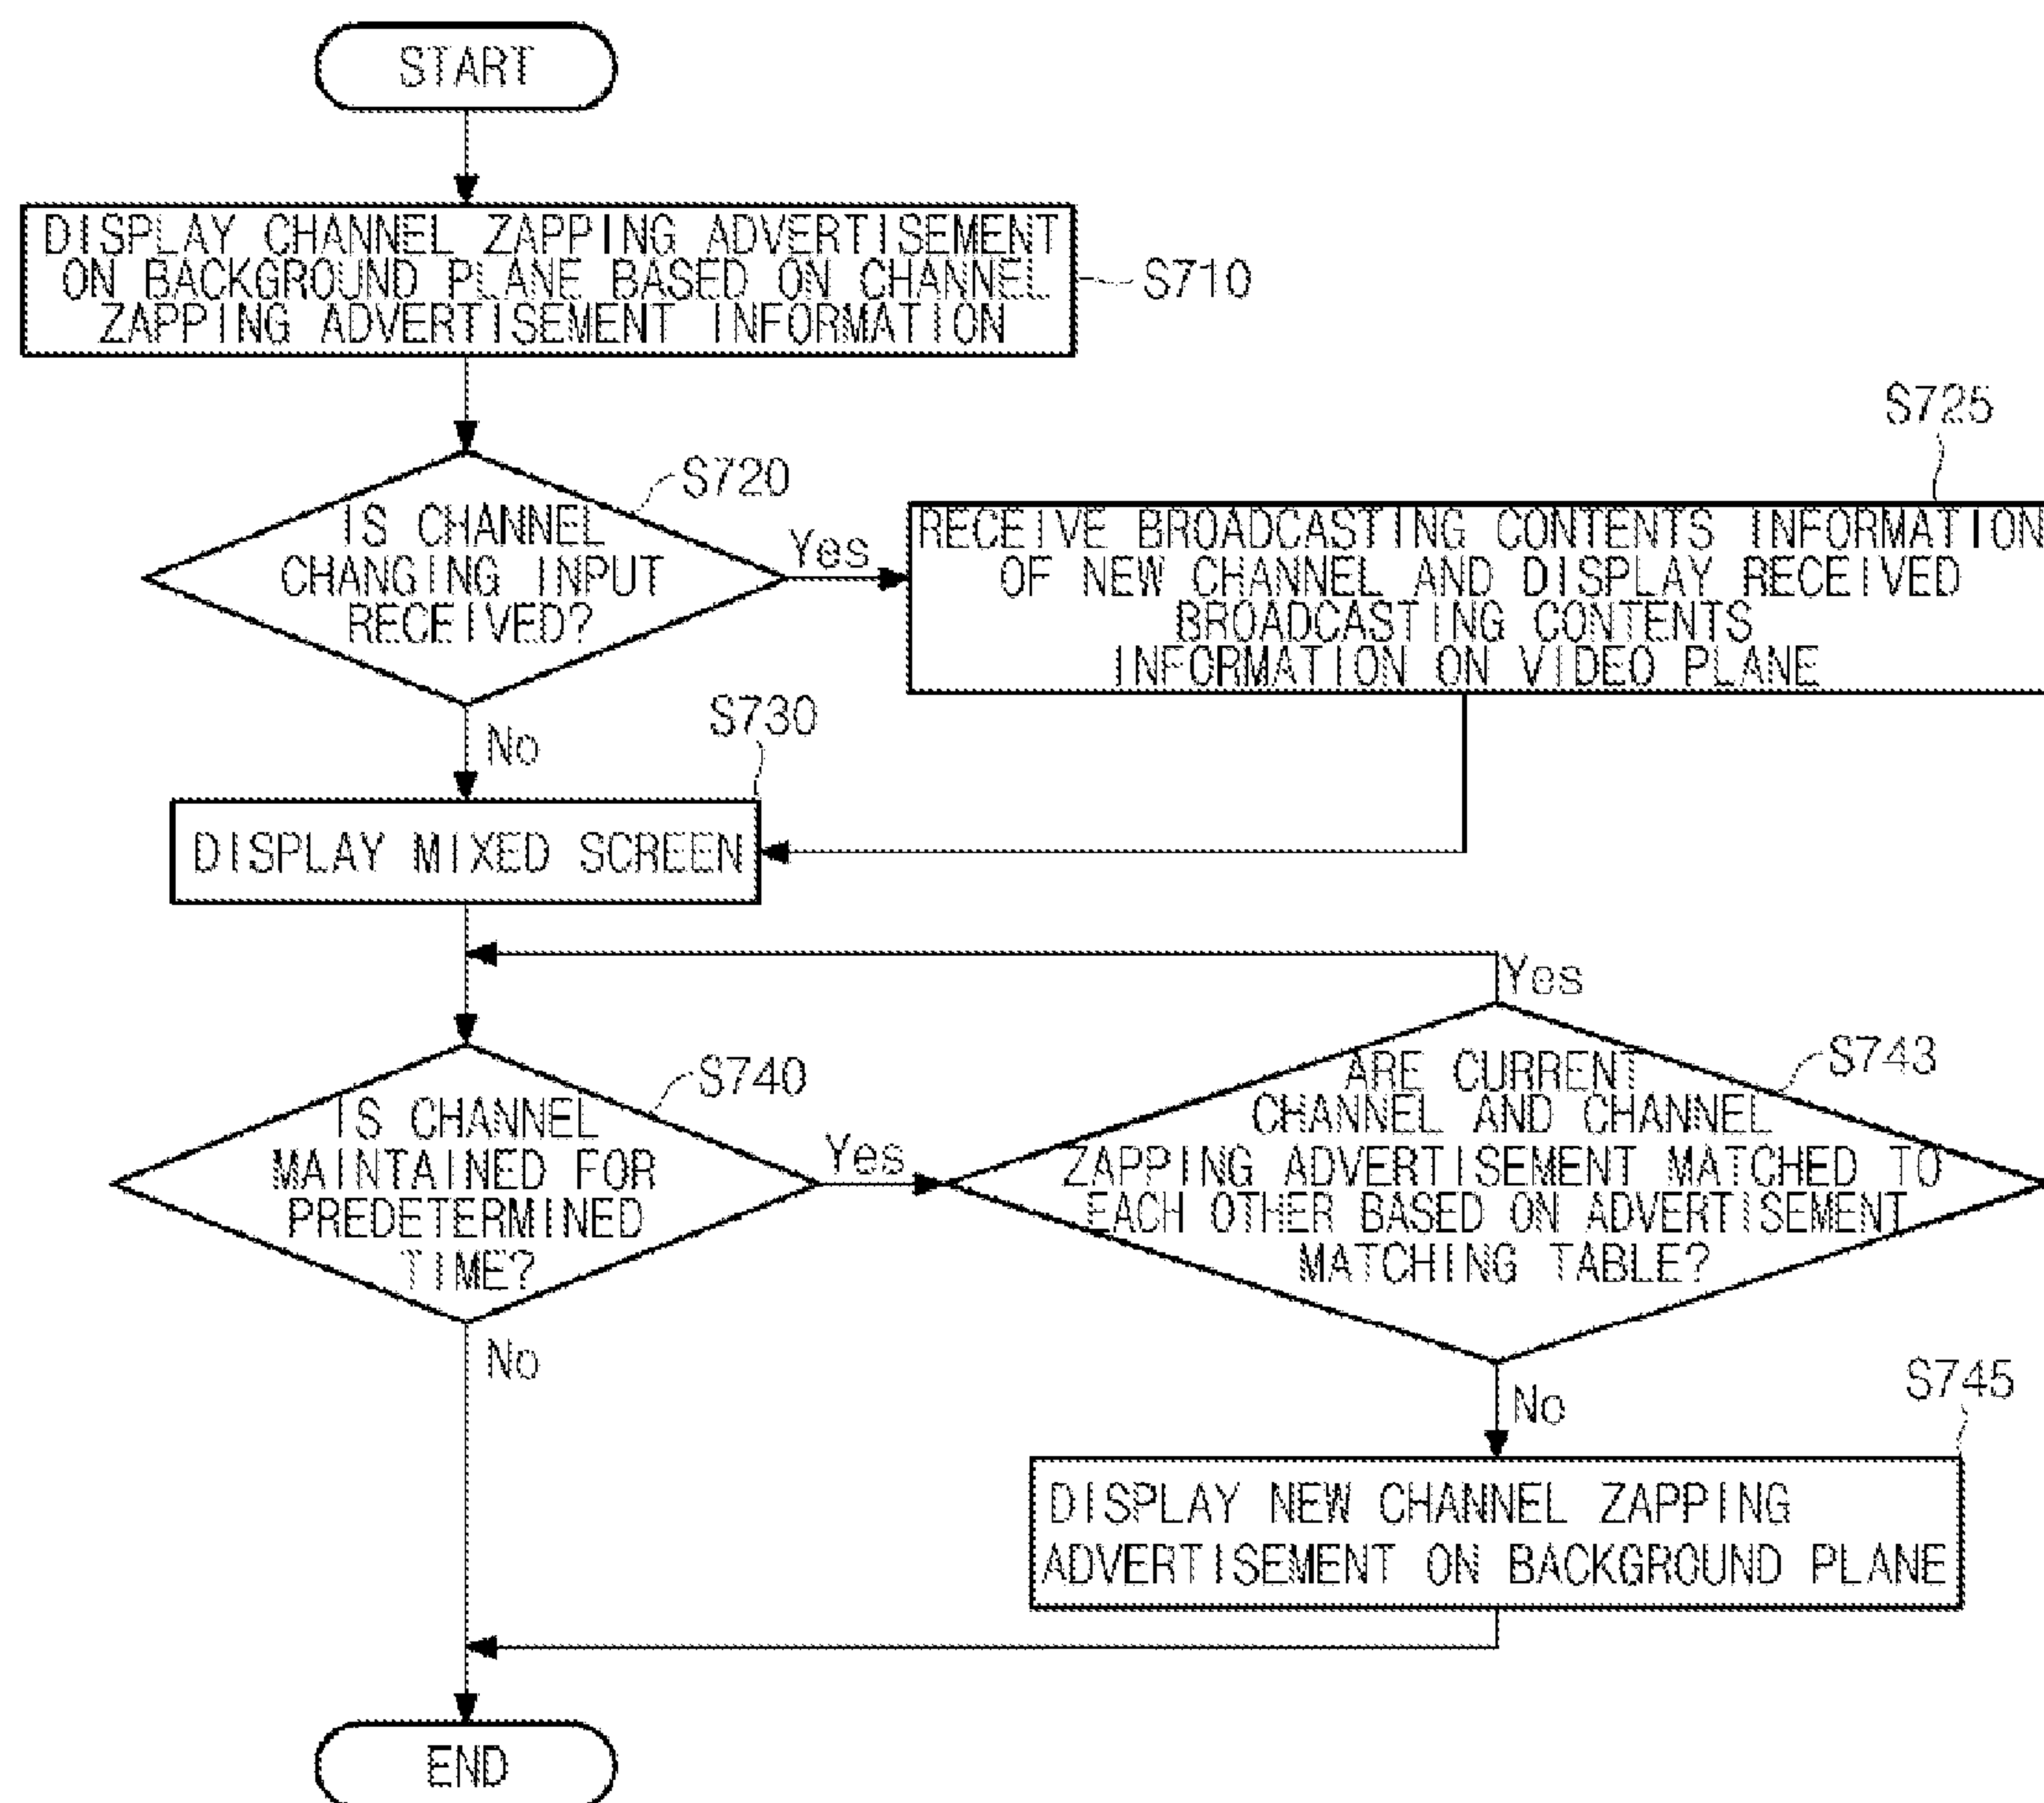 START
DISPLAY CHANNEL ZAPPING ADVERTISEMENT
ON BACKGROUND PLANE BASED ON CHANNEL
ZAPPING ADVERTISEMENT INFORMATION
S710
S720
IS CHANNEL
CHANGING INPUT
RECEIVED?
Yes
No
S725
RECEIVE BROADCASTING CONTENTS INFORMATION
OF NEW CHANNEL AND DISPLAY RECEIVED
BROADCASTING CONTENTS
INFORMATION ON VIDEO PLANE
S730
DISPLAY MIXED SCREEN
S740
IS CHANNEL
MAINTAINED FOR
PREDETERMINED
TIME?
Yes
No
Yes
S743
ARE CURRENT
CHANNEL AND CHANNEL
ZAPPING ADVERTISEMENT MATCHED TO
EACH OTHER BASED ON ADVERTISEMENT
MATCHING TABLE?
No
S745
DISPLAY NEW CHANNEL ZAPPING
ADVERTISEMENT ON BACKGROUND PLANE
END